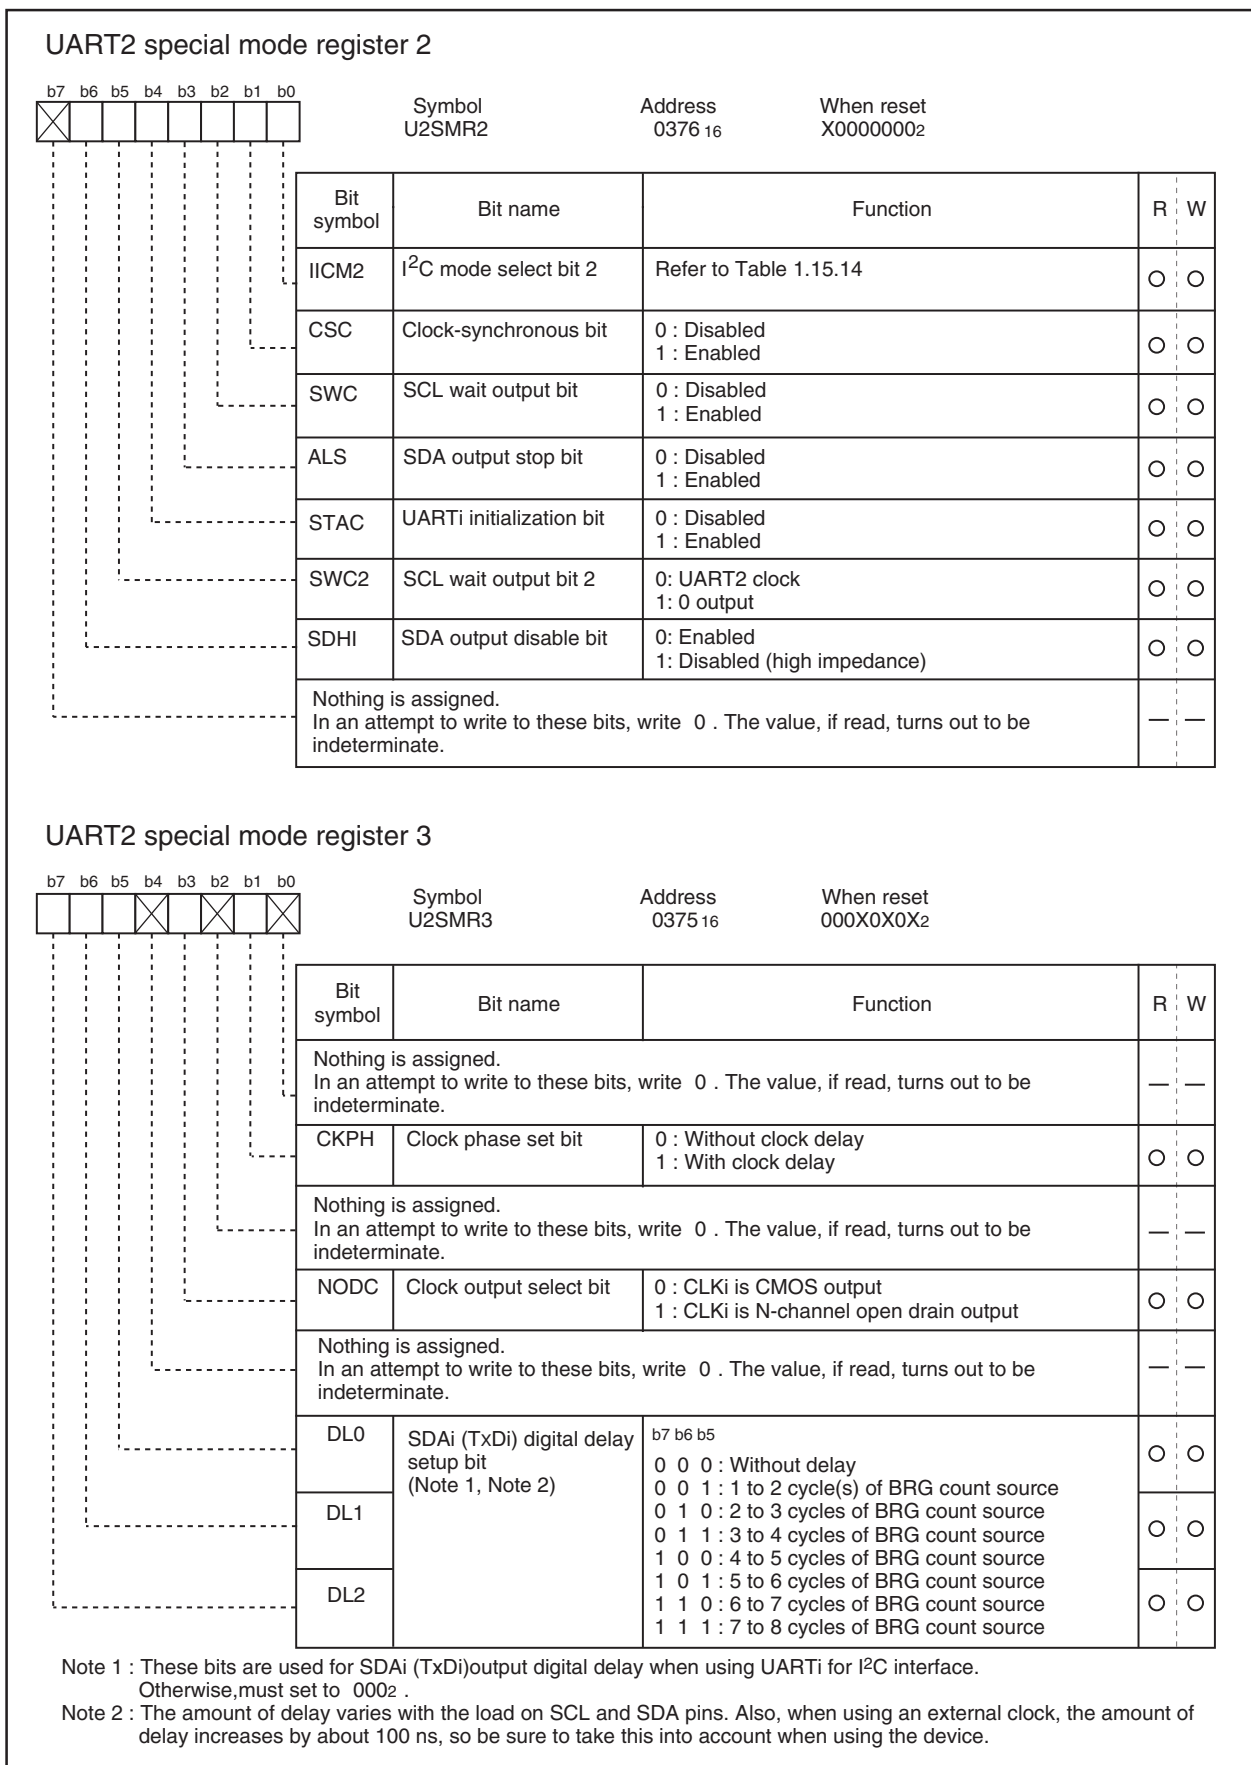 UART2 special mode register 2
b7 b6 b5 b4 b3 b2 b1 b0
Symbol Address When reset
U2SMR2 0376 16 X00000002
Bit symbol Bit name Function R W
IICM2 I2C mode select bit 2 Refer to Table 1.15.14
CSC Clock-synchronous bit 0 : Disabled
1 : Enabled
SWC SCL wait output bit 0 : Disabled
1 : Enabled
ALS SDA output stop bit 0 : Disabled
1 : Enabled
STAC UARTi initialization bit 0 : Disabled
1 : Enabled
SWC2 SCL wait output bit 2 0: UART2 clock
1: 0 output
SDHI SDA output disable bit 0: Enabled
1: Disabled (high impedance)
Nothing is assigned.
In an attempt to write to these bits, write 0 . The value, if read, turns out to be
indeterminate.
UART2 special mode register 3
b7 b6 b5 b4 b3 b2 b1 b0
Symbol Address When reset
U2SMR3 0375 16 000X0X0X2
Bit symbol Bit name Function R W
Nothing is assigned.
In an attempt to write to these bits, write 0 . The value, if read, turns out to be
indeterminate.
CKPH Clock phase set bit 0 : Without clock delay
1 : With clock delay
Nothing is assigned.
In an attempt to write to these bits, write 0 . The value, if read, turns out to be
indeterminate.
NODC Clock output select bit 0 : CLKi is CMOS output
1 : CLKi is N-channel open drain output
Nothing is assigned.
In an attempt to write to these bits, write 0 . The value, if read, turns out to be
indeterminate.
DL0 SDAi (TxDi) digital delay b7 b6 b5
setup bit
(Note 1, Note 2) 0 0 0 : Without delay
0 0 1 : 1 to 2 cycle(s) of BRG count source
DL1 0 1 0 : 2 to 3 cycles of BRG count source
0 1 1 : 3 to 4 cycles of BRG count source
1 0 0 : 4 to 5 cycles of BRG count source
1 0 1 : 5 to 6 cycles of BRG count source
DL2 1 1 0 : 6 to 7 cycles of BRG count source
1 1 1 : 7 to 8 cycles of BRG count source
Note 1 : These bits are used for SDAi (TxDi)output digital delay when using UARTi for I2C interface.
Otherwise,must set to 0002 .
Note 2 : The amount of delay varies with the load on SCL and SDA pins. Also, when using an external clock, the amount of
delay increases by about 100 ns, so be sure to take this into account when using the device.